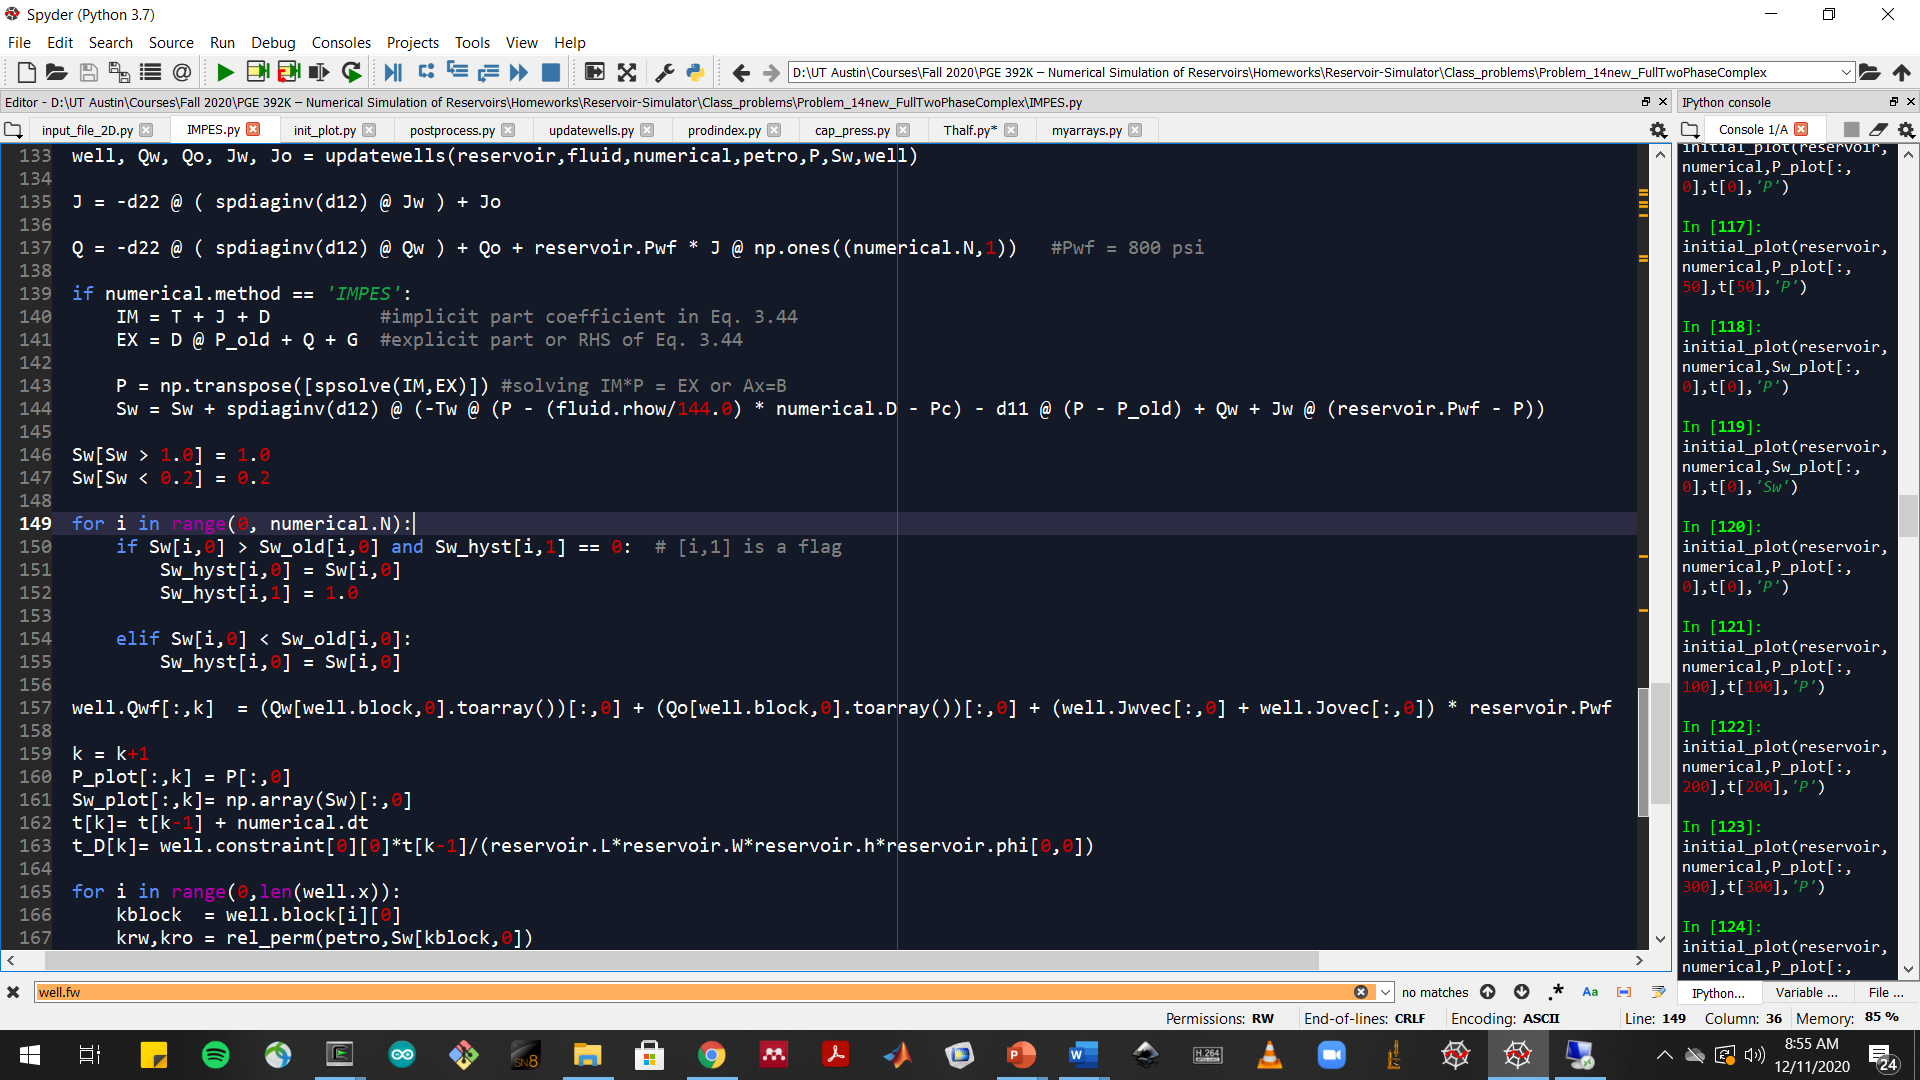 Spyder (Python 3.7)
File Edit Search Source Run Debug Consoles Projects Tools View Help
D:\UT Austin\Courses\Fall 2020\PGE 392K – Numerical Simulation of Reservoirs\Homeworks\Reservoir-Simulator\Class_problems\Problem_14new_FullTwoPhaseComplex
Editor - D:\UT Austin\Courses\Fall 2020\PGE 392K – Numerical Simulation of Reservoirs\Homeworks\Reservoir-Simulator\Class_problems\Problem_14new_FullTwoPhaseComplex\IMPES.py
input_file_2D.py IMPES.py init_plot.py postprocess.py updatewells.py prodindex.py cap_press.py Thalf.py* myarrays.py
133 well, Qw, Qo, Jw, Jo = updatewells(reservoir,fluid,numerical,petro,P,Sw,well)
134
135 J = -d22 @ ( spdiaginv(d12) @ Jw ) + Jo
136
137 Q = -d22 @ ( spdiaginv(d12) @ Qw ) + Qo + reservoir.Pwf * J @ np.ones((numerical.N,1)) #Pwf = 800 psi
138
139 if numerical.method == 'IMPES':
140 IM = T + J + D #implicit part coefficient in Eq. 3.44
141 EX = D @ P_old + Q + G #explicit part or RHS of Eq. 3.44
142
143 P = np.transpose([spsolve(IM,EX)]) #solving IM*P = EX or Ax=B
144 Sw = Sw + spdiaginv(d12) @ (-Tw @ (P - (fluid.rhow/144.0) * numerical.D - Pc) - d11 @ (P - P_old) + Qw + Jw @ (reservoir.Pwf - P))
145
146 Sw[Sw > 1.0] = 1.0
147 Sw[Sw < 0.2] = 0.2
148
149 for i in range(0, numerical.N):
150 if Sw[i,0] > Sw_old[i,0] and Sw_hyst[i,1] == 0: # [i,1] is a flag
151 Sw_hyst[i,0] = Sw[i,0]
152 Sw_hyst[i,1] = 1.0
153
154 elif Sw[i,0] < Sw_old[i,0]:
155 Sw_hyst[i,0] = Sw[i,0]
156
157 well.Qwf[:,k] = (Qw[well.block,0].toarray())[:,0] + (Qo[well.block,0].toarray())[:,0] + (well.Jwvec[:,0] + well.Jovec[:,0]) * reservoir.Pwf
158
159 k = k+1
160 P_plot[:,k] = P[:,0]
161 Sw_plot[:,k]= np.array(Sw)[:,0]
162 t[k]= t[k-1] + numerical.dt
163 t_D[k]= well.constraint[0][0]*t[k-1]/(reservoir.L*reservoir.W*reservoir.h*reservoir.phi[0,0])
164
165 for i in range(0,len(well.x)):
166 kblock = well.block[i][0]
167 krw,kro = rel_perm(petro,Sw[kblock,0])
well.fw
no matches
Aa
IPython console
Console 1/A
initial_plot(reservoir,
numerical,P_plot[:,
0],t[0],'P')
In [117]:
initial_plot(reservoir,
numerical,P_plot[:,
50],t[50],'P')
In [118]:
initial_plot(reservoir,
numerical,Sw_plot[:,
0],t[0],'P')
In [119]:
initial_plot(reservoir,
numerical,Sw_plot[:,
0],t[0],'Sw')
In [120]:
initial_plot(reservoir,
numerical,P_plot[:,
0],t[0],'P')
In [121]:
initial_plot(reservoir,
numerical,P_plot[:,
100],t[100],'P')
In [122]:
initial_plot(reservoir,
numerical,P_plot[:,
200],t[200],'P')
In [123]:
initial_plot(reservoir,
numerical,P_plot[:,
300],t[300],'P')
In [124]:
initial_plot(reservoir,
numerical,P_plot[:,
IPython... Variable ... File ...
Permissions: RW End-of-lines: CRLF Encoding: ASCII Line: 149 Column: 36 Memory: 85 %
SN8
H.264
8:55 AM
12/11/2020
24